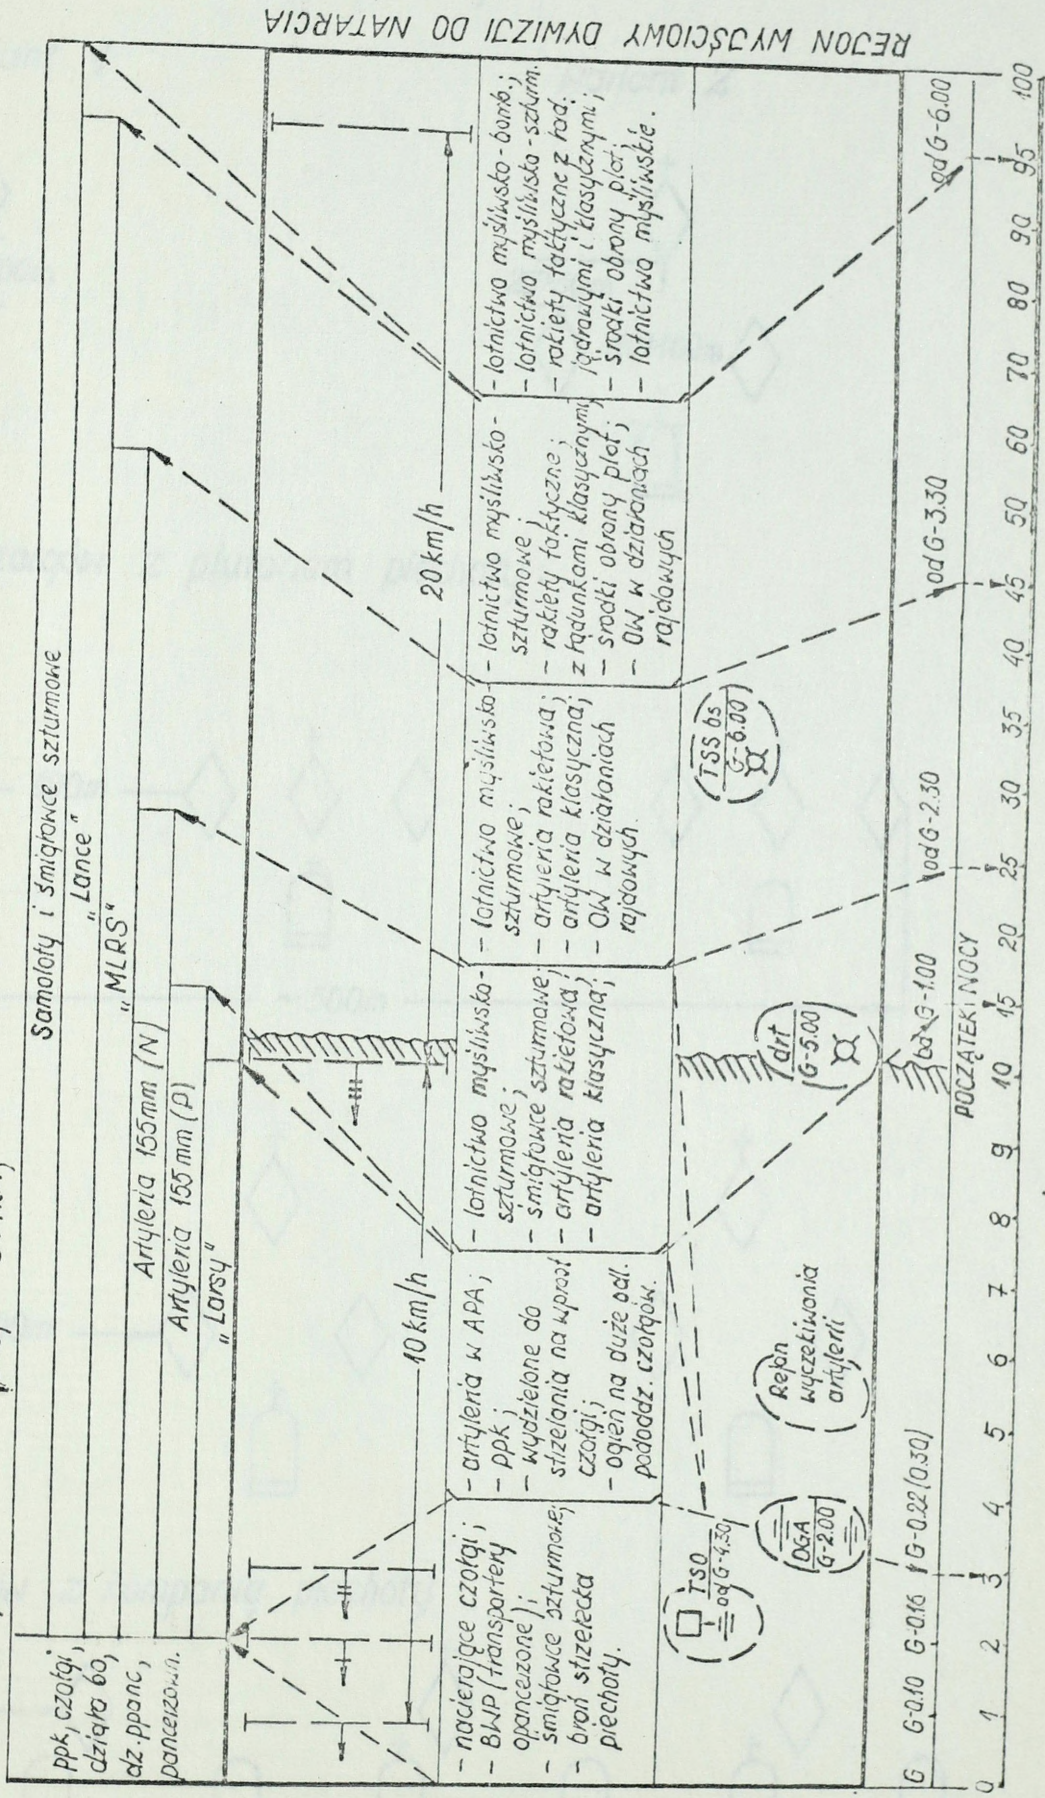 REJON WYJŚCIOWY DYWIZJI DO NATARCIA
Samoloty i śmigłowce szturmowe
„Lance"
„MLRS"
Artyleria 155mm (N)
Artyleria 155mm (P)
„Larsy"
ppk, czołgi,
działa bo,
dz. ppanc,
pancerzown.
10 km/h
20 km/h
- nacierające czołgi;
- BWP (transportery
opancerzone);
- śmigłowce szturmowe;
- broń strzelecka
piechoty.
- artyleria w APA;
- ppk;
- wydzielone do
strzelania na wprost
czołgi;
- ogień na duże odl.
pododdz. czołgów.
- lotnictwo myśliwsko-
szturmowe;
- śmigłowce szturmowe;
- artyleria rakietowa;
- artyleria klasyczna;
- lotnictwo myśliwsko-
szturmowe;
- artyleria rakietowa;
- artyleria klasyczna;
- OW w działaniach
rajdowych.
- lotnictwo myśliwsko-
szturmowe;
- rakiety taktyczne;
z ładunkami klasycznymi;
- środki obrony plot;
- OW w działaniach
rajdowych
- lotnictwo myśliwsko-bomb.;
- lotnictwo myśliwsko-szturm.
- rakiety taktyczne z ład.
jądrowymi i klasycznymi;
- środki obrony plot;
- lotnictwo myśliwskie.
TSO
od G-4.30
DGA
G-2.00
Rejon
wyczekiwania
artylerii
drt
G-5.00
TSS bs
G-6.00
G G-0.10 G-0.16 G-0.22 (0.30)
bd G-1.00
od G-2.30
od G-3.30
od G-6.00
POCZĄTEK NOCY
0 1 2 3 4 5 6 7 8 9 10 15 20 25 30 35 40 45 50 60 70 80 90 95 100